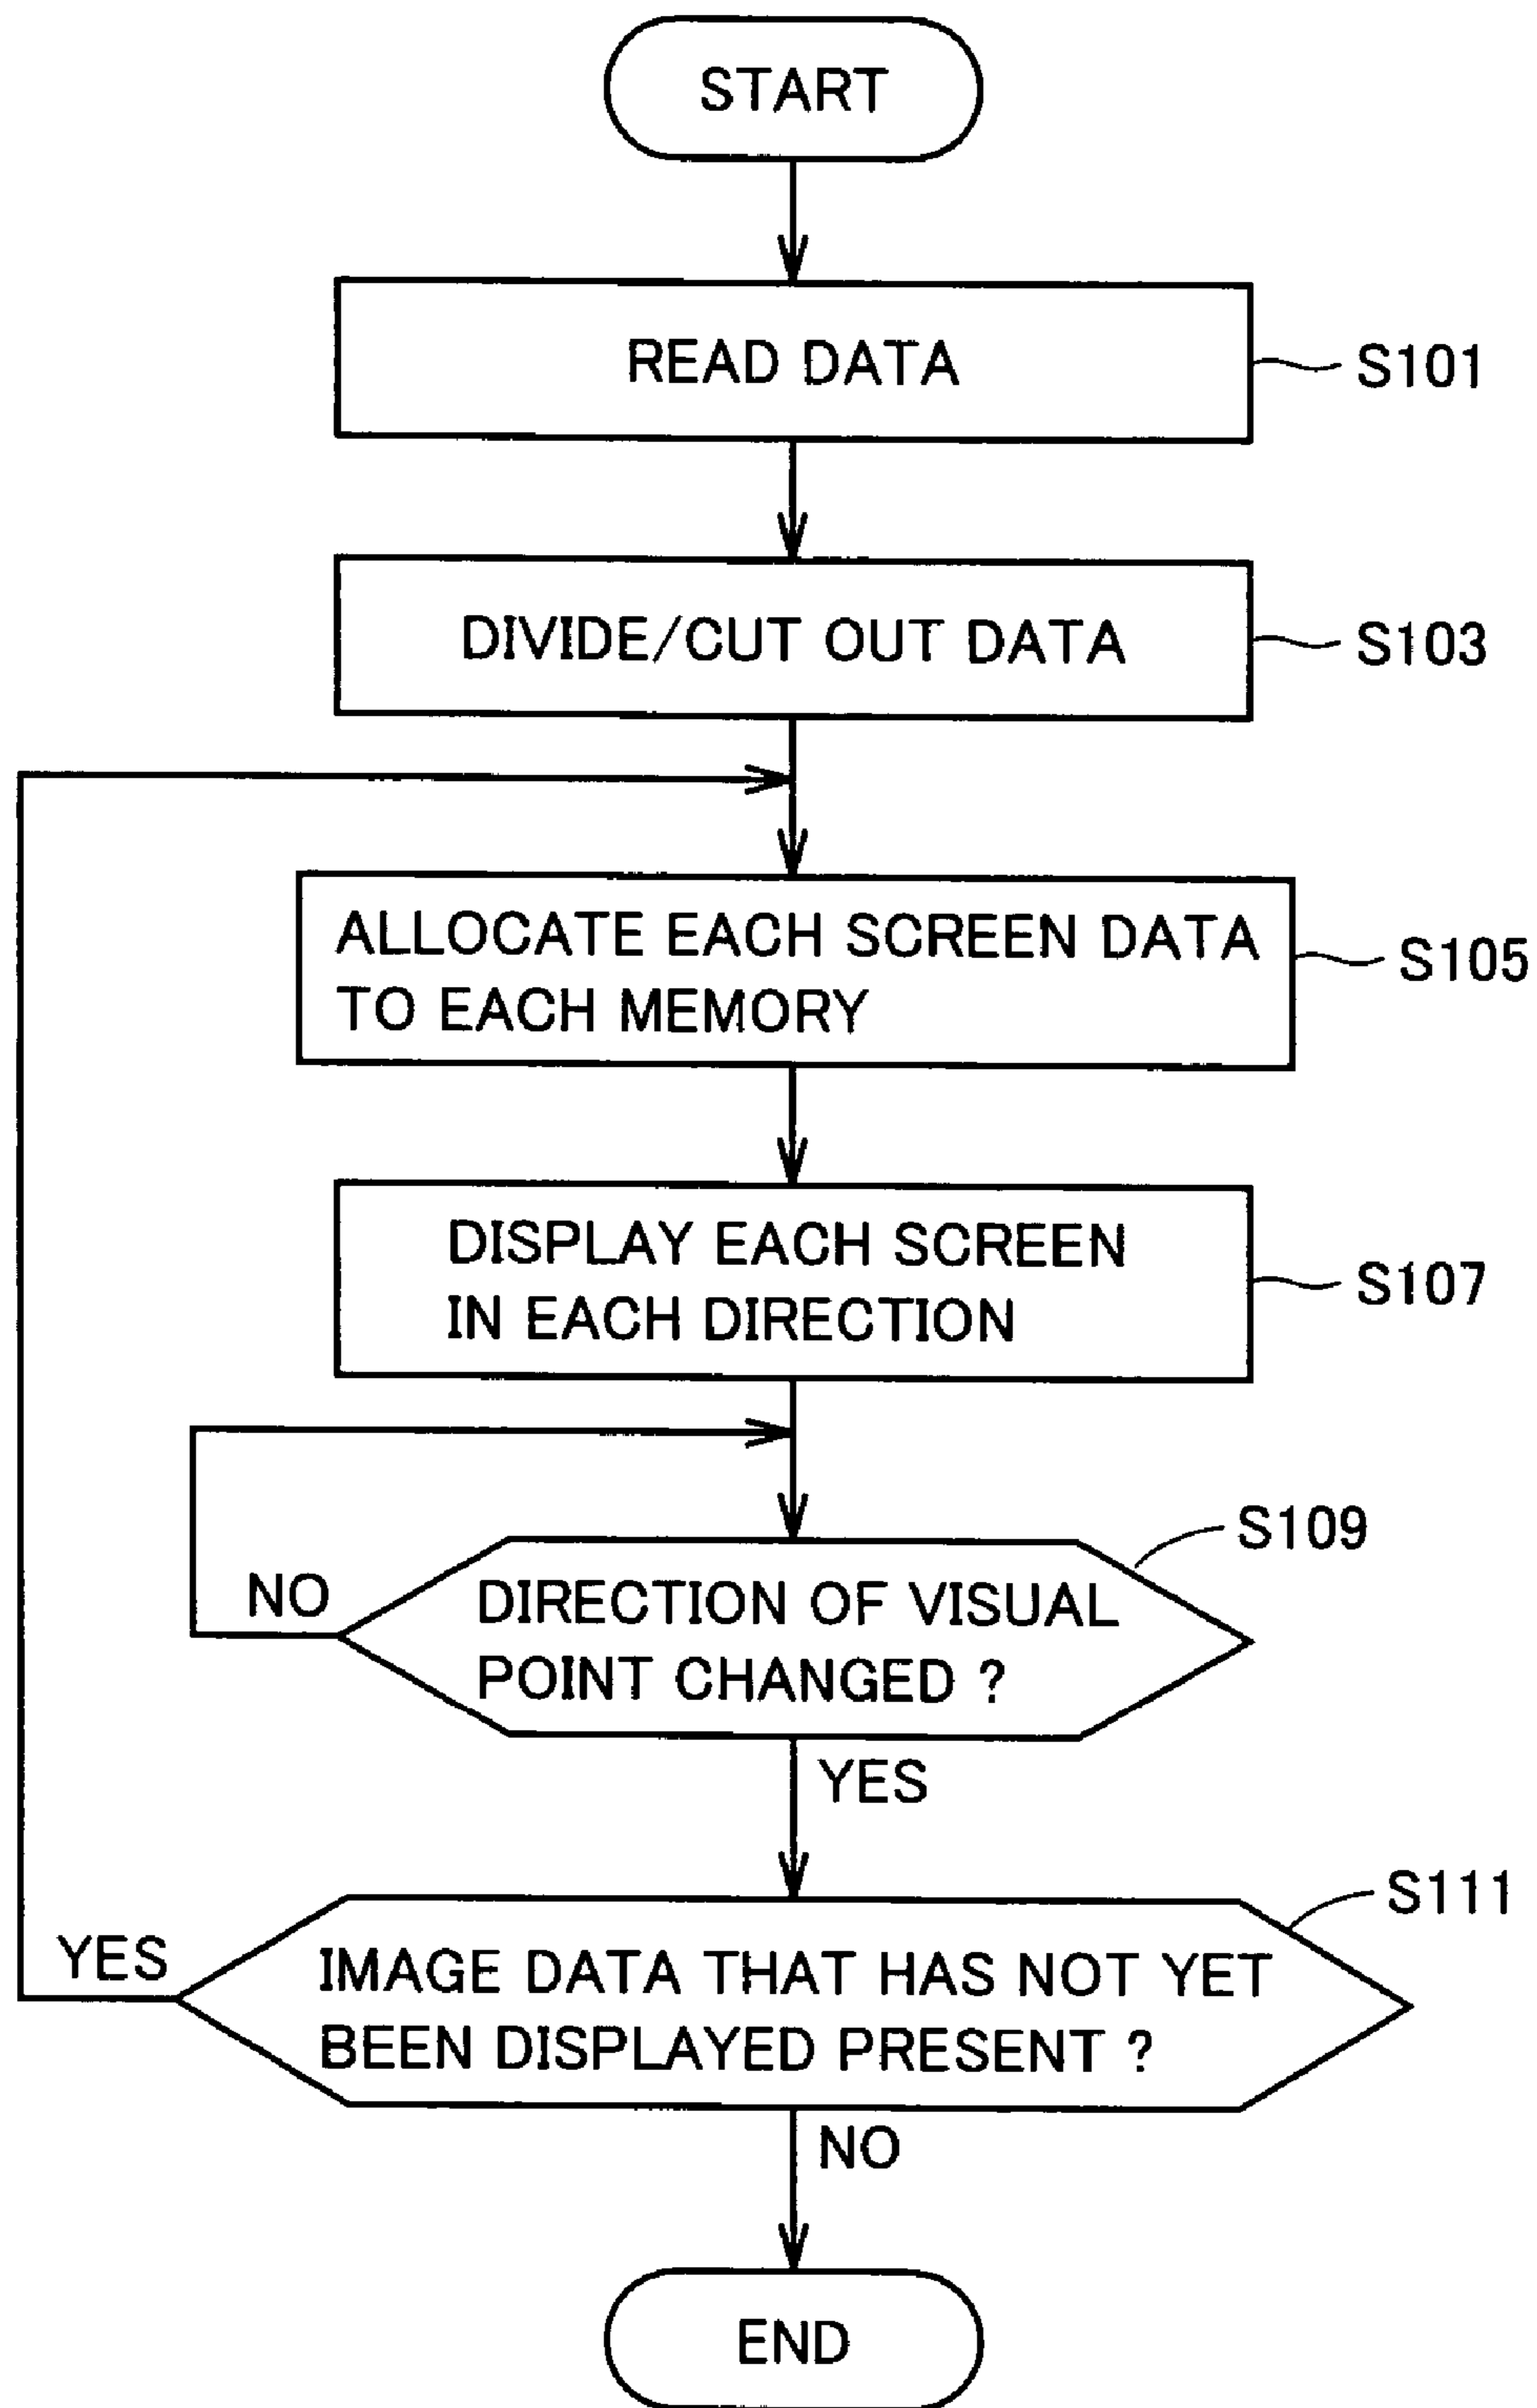 START
READ DATA
S101
DIVIDE/CUT OUT DATA
S103
ALLOCATE EACH SCREEN DATA
TO EACH MEMORY
S105
DISPLAY EACH SCREEN
IN EACH DIRECTION
S107
S109
NO
DIRECTION OF VISUAL
POINT CHANGED ?
YES
S111
YES
IMAGE DATA THAT HAS NOT YET
BEEN DISPLAYED PRESENT ?
NO
END